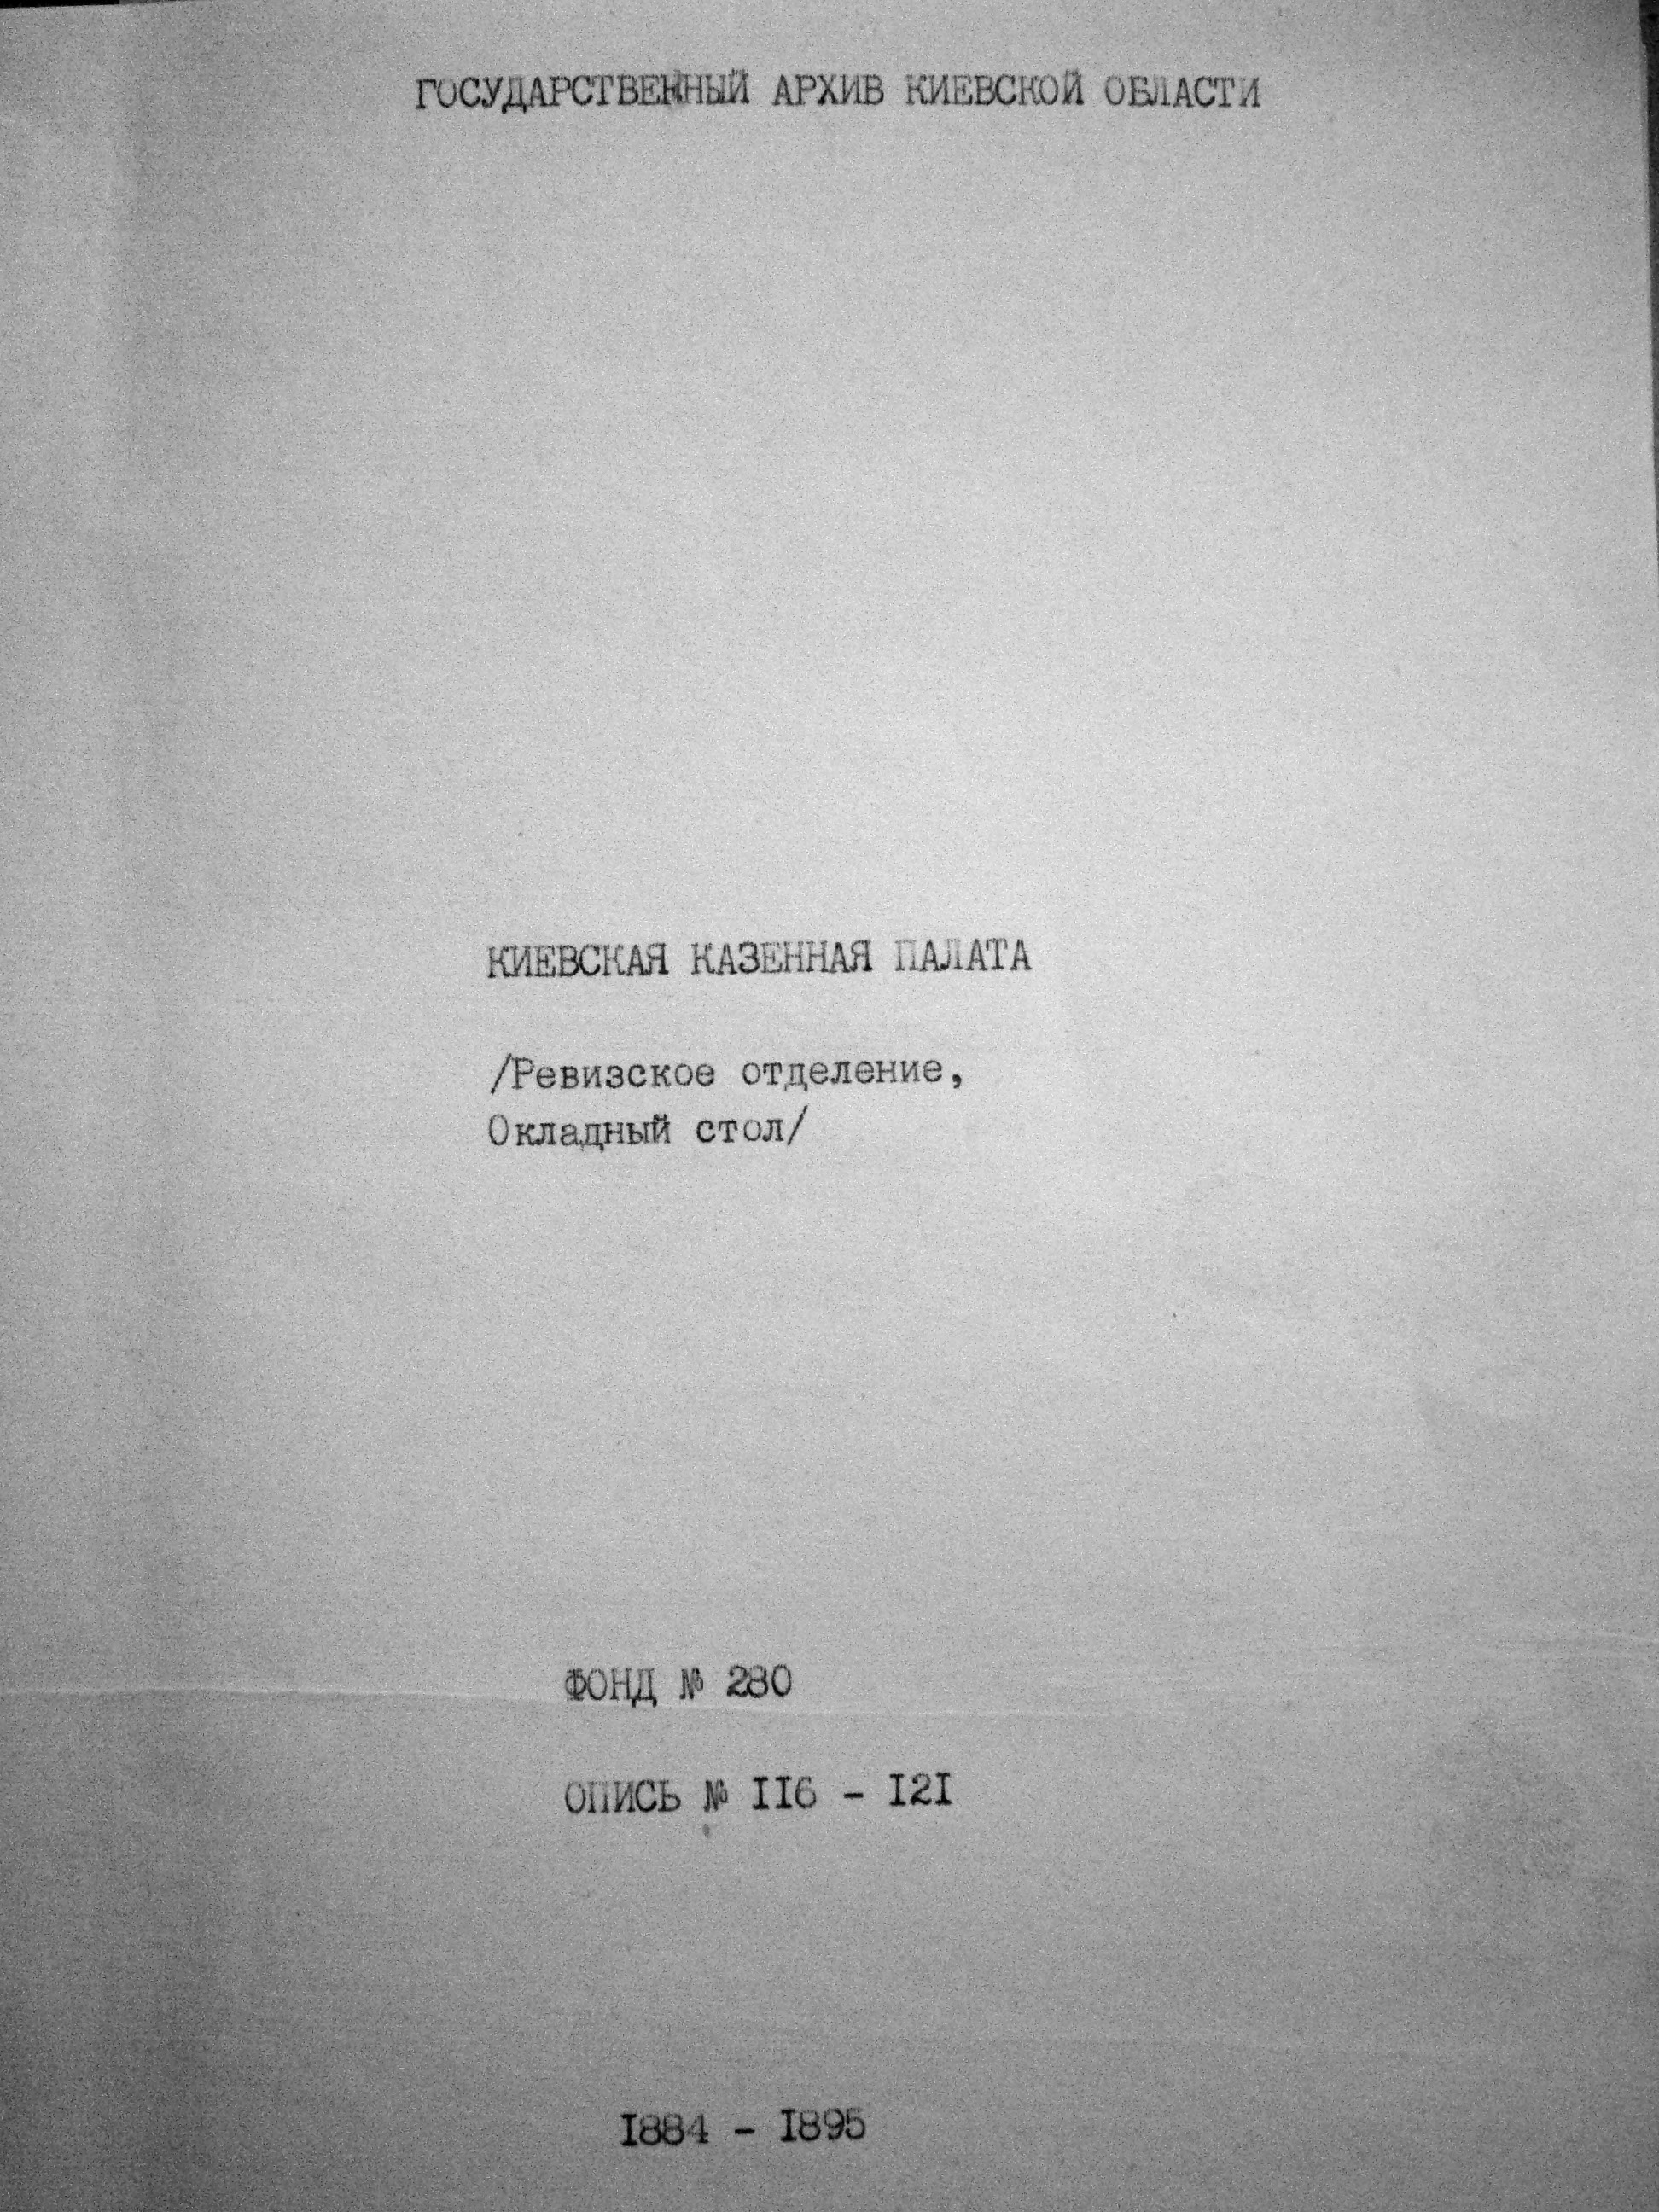 ГОСУДАРСТВЕННЫЙ АРХИВ КИЕВСКОЙ ОБЛАСТИ
КИЕВСКАЯ КАЗЕННАЯ ПАЛАТА
/Ревизское отделение,
Окладный стол/
ФОНД № 280
ОПИСЬ № II6 - I2I
I884 - I895